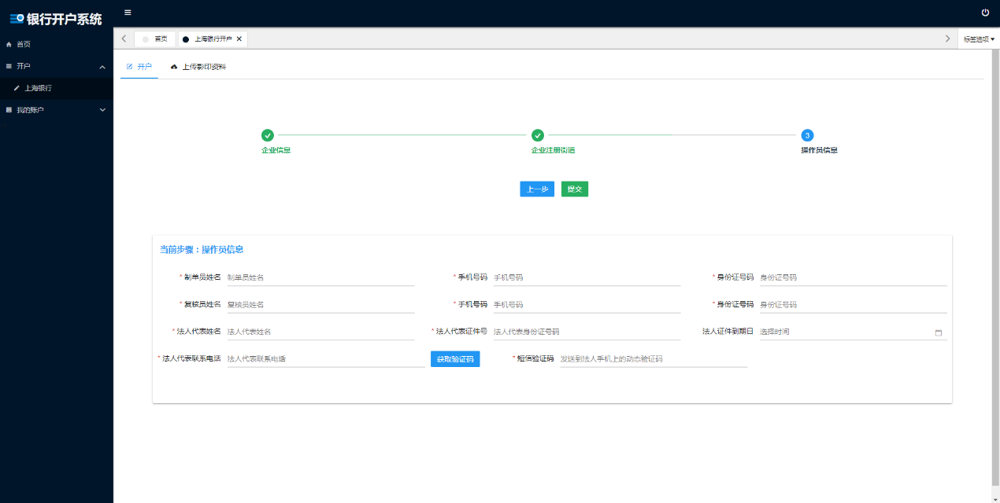 银行开户系统
首页
开户
上海银行
我的账户
首页
上海银行开户
标签选项
开户
上传影印资料
企业信息
企业注册街道
3
操作员信息
上一步
提交
当前步骤：操作员信息
* 制单员姓名 制单员姓名 * 手机号码 手机号码 * 身份证号码 身份证号码
* 复核员姓名 复核员姓名 * 手机号码 手机号码 * 身份证号码 身份证号码
* 法人代表姓名 法人代表姓名 * 法人代表证件号 法人代表身份证号码 法人证件到期日 选择时间
* 法人代表联系电话 法人代表联系电话 获取验证码 * 短信验证码 发送到法人手机上的动态验证码